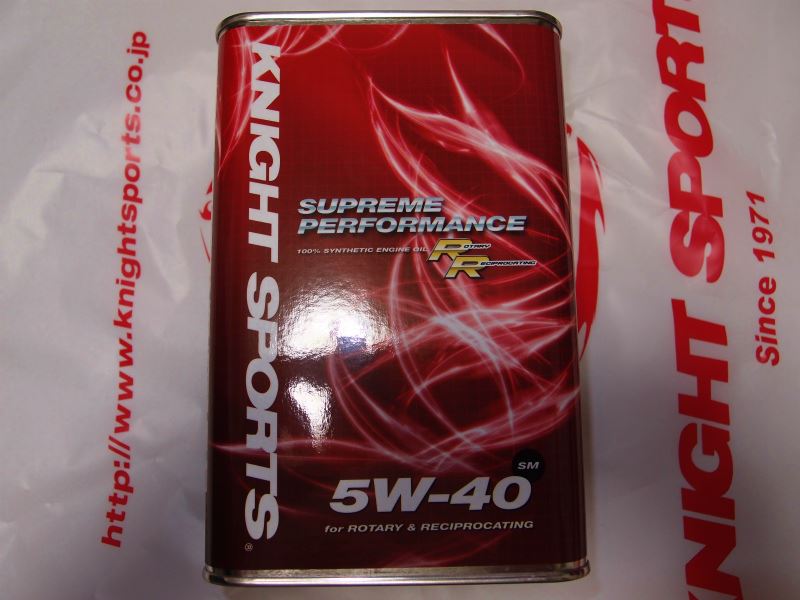 http://www.knightsports.co.jp
KNIGHT SPORTS®
SUPREME
PERFORMANCE
100% SYNTHETIC ENGINE OIL
ROTARY
RECIPROCATING
SM
5W-40
for ROTARY & RECIPROCATING
KNIGHT SPORTS
Since 1971